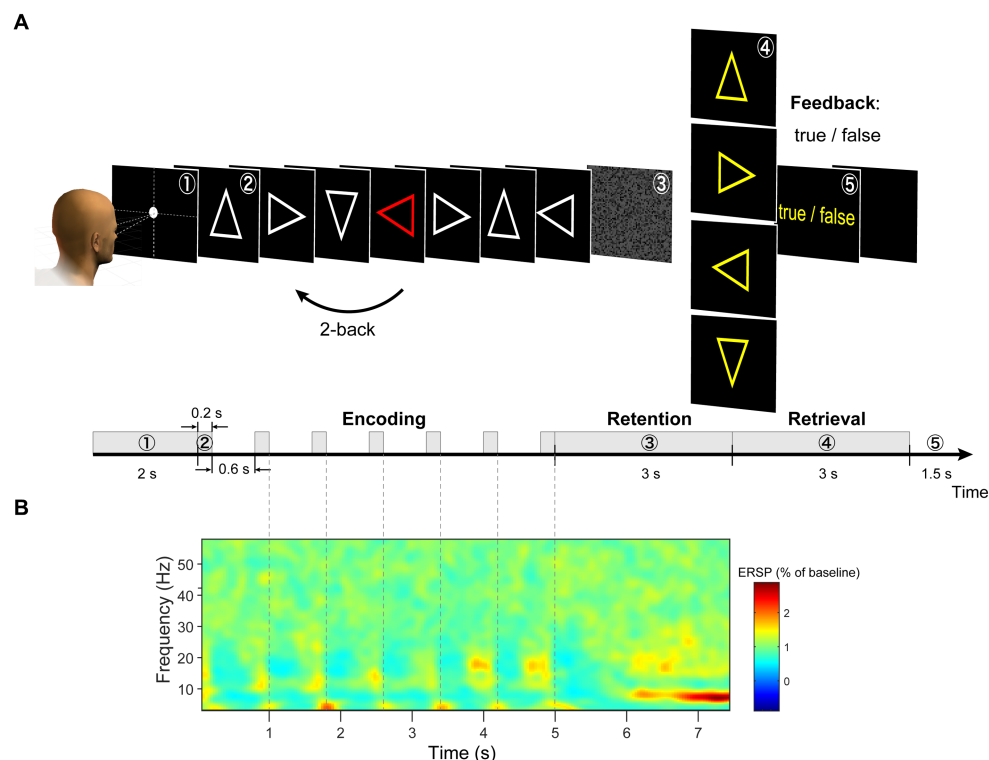 A
①
②
③
④
⑤
Feedback:
true / false
true / false
2-back
0.2 s
Encoding
Retention
Retrieval
① ② ③ ④ ⑤
2 s 0.6 s 3 s 3 s 1.5 s
Time
B
Frequency (Hz)
50
40
30
20
10
1 2 3 4 5 6 7
Time (s)
ERSP (% of baseline)
2
1
0